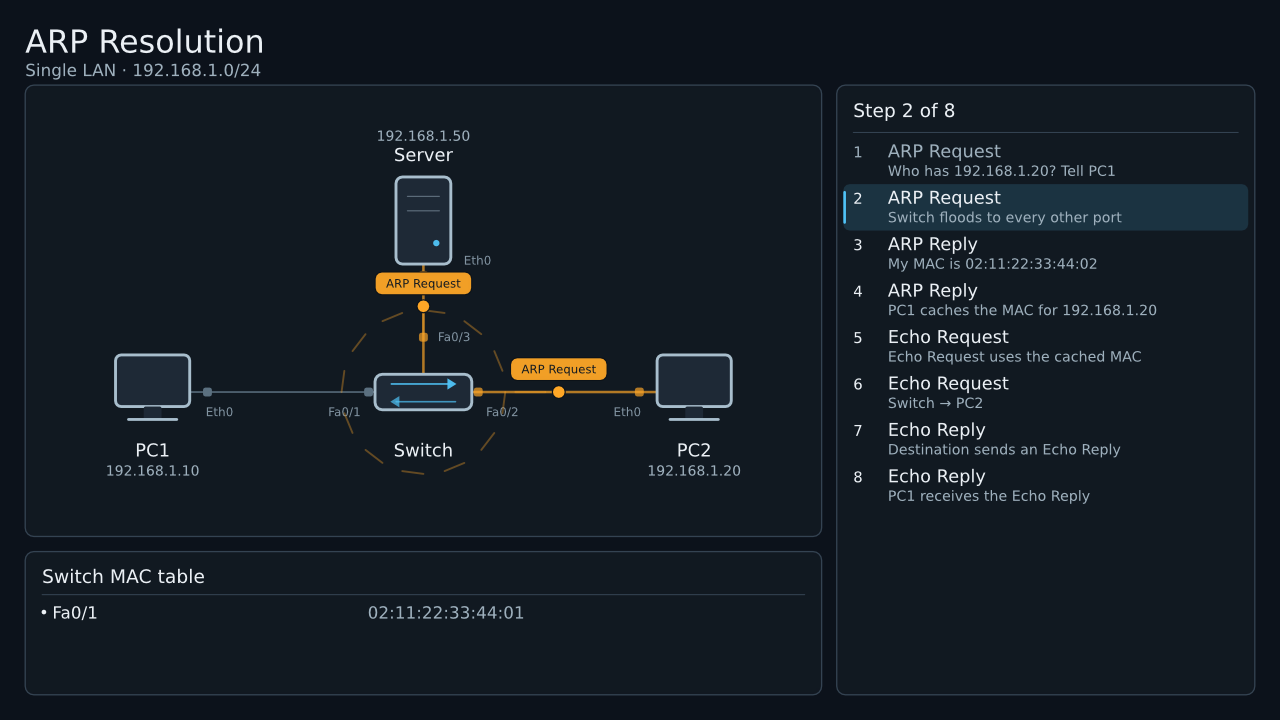 ARP Resolution
Single LAN · 192.168.1.0/24
192.168.1.50
Server
Eth0
ARP Request
Fa0/3
ARP Request
Eth0
Fa0/1
Fa0/2
Eth0
PC1
192.168.1.10
Switch
PC2
192.168.1.20
Switch MAC table
• Fa0/1 02:11:22:33:44:01
Step 2 of 8
1 ARP Request
Who has 192.168.1.20? Tell PC1
2 ARP Request
Switch floods to every other port
3 ARP Reply
My MAC is 02:11:22:33:44:02
4 ARP Reply
PC1 caches the MAC for 192.168.1.20
5 Echo Request
Echo Request uses the cached MAC
6 Echo Request
Switch → PC2
7 Echo Reply
Destination sends an Echo Reply
8 Echo Reply
PC1 receives the Echo Reply